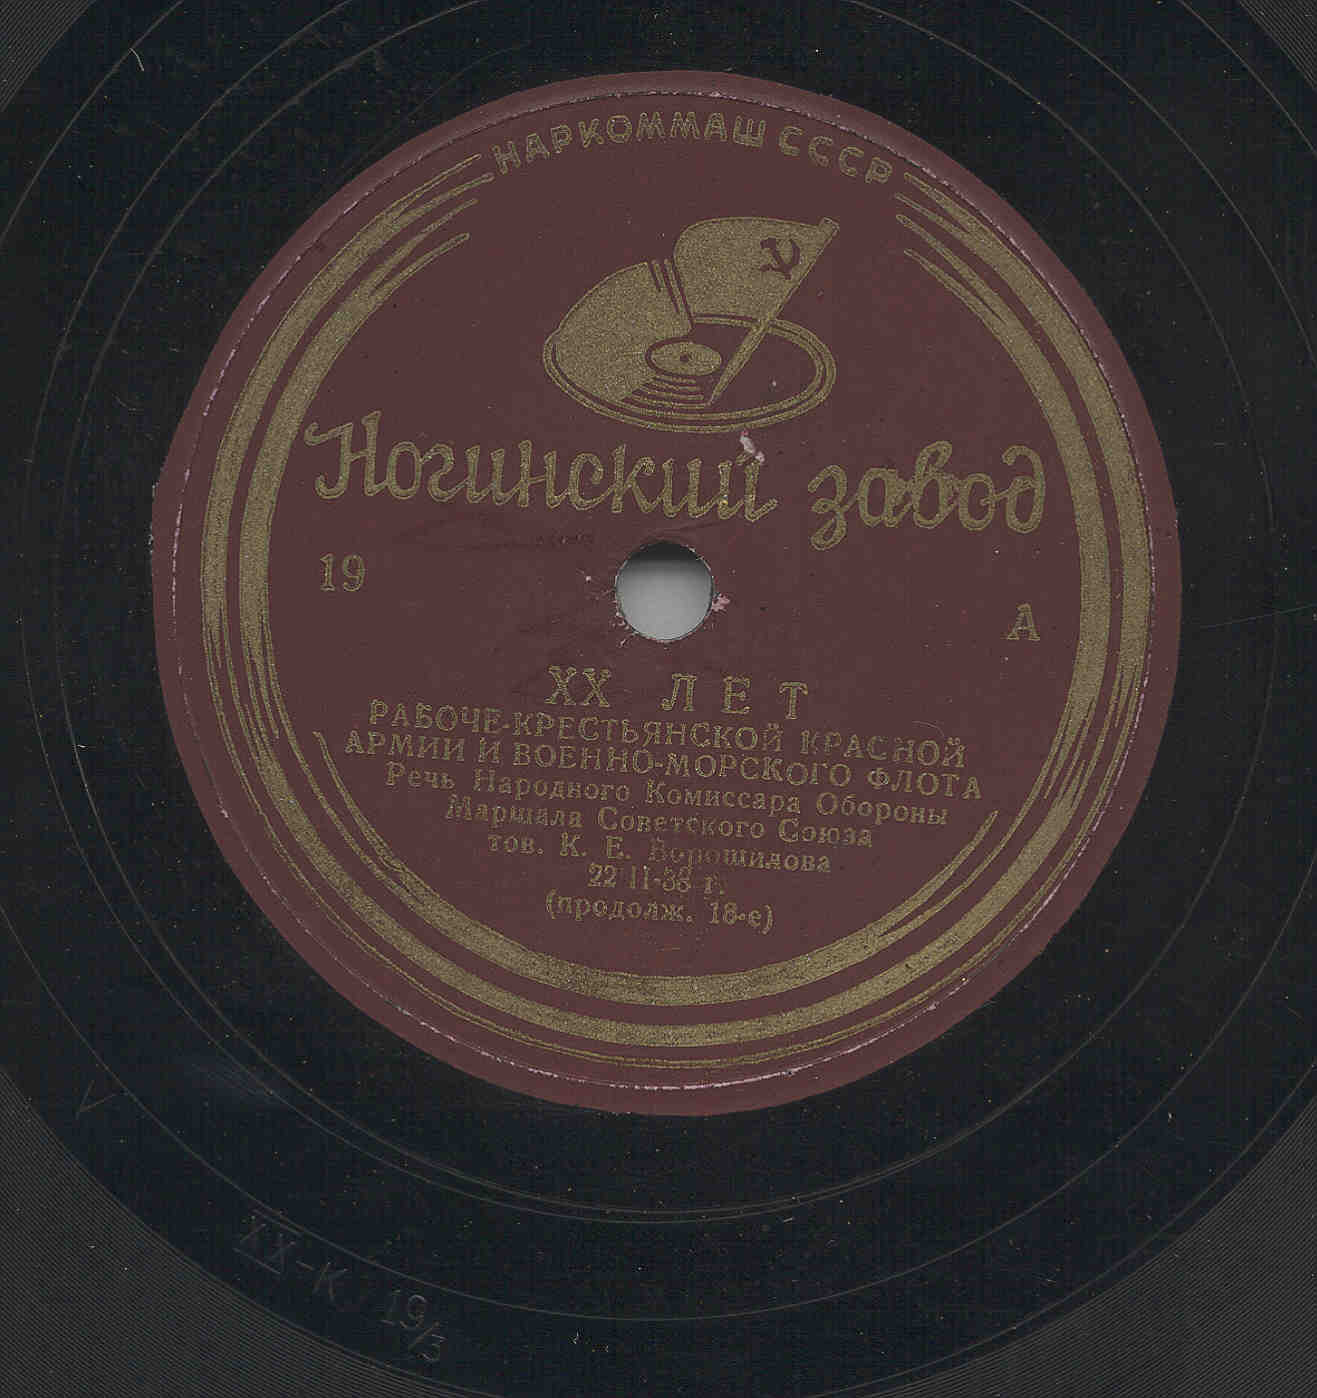 НАРКОММАШ СССР
Ногинский завод
19
А
XX ЛЕТ
РАБОЧЕ-КРЕСТЬЯНСКОЙ КРАСНОЙ
АРМИИ И ВОЕННО-МОРСКОГО ФЛОТА
Речь Народного Комиссара Обороны
Маршала Советского Союза
тов. К. Е. Ворошилова
22 II-38 г.
(продолж. 18-е)
XX-К 19/3